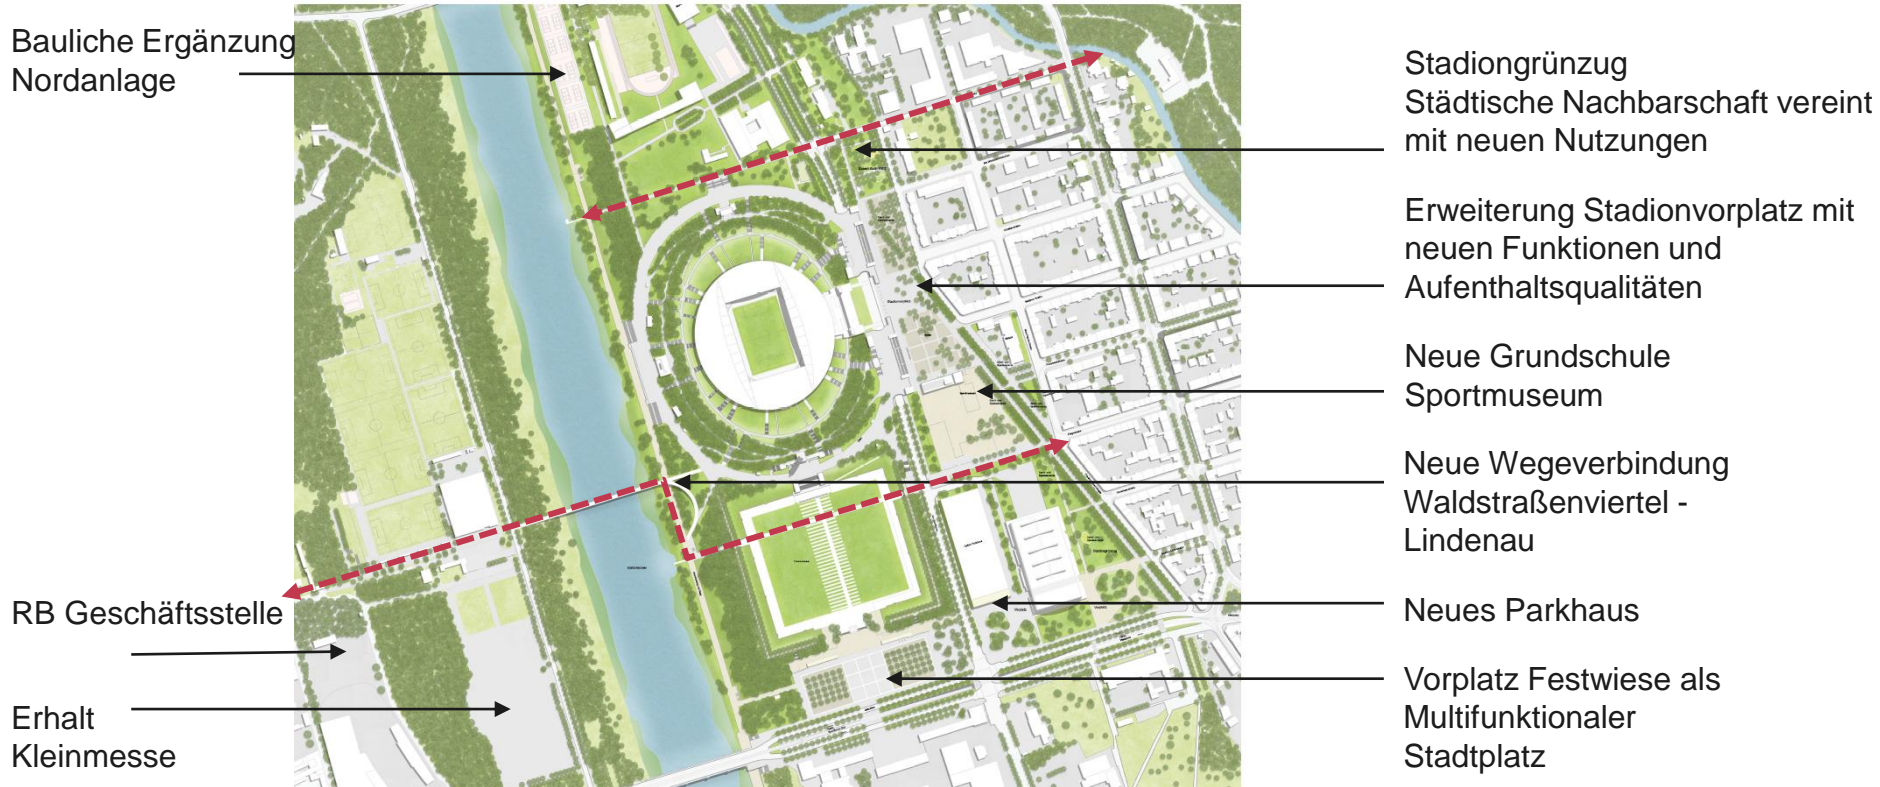 Bauliche Ergänzung
Nordanlage
RB Geschäftsstelle
Erhalt
Kleinmesse
Stadiongrünzug
Städtische Nachbarschaft vereint
mit neuen Nutzungen
Erweiterung Stadionvorplatz mit
neuen Funktionen und
Aufenthaltsqualitäten
Neue Grundschule
Sportmuseum
Neue Wegeverbindung
Waldstraßenviertel -
Lindenau
Neues Parkhaus
Vorplatz Festwiese als
Multifunktionaler
Stadtplatz